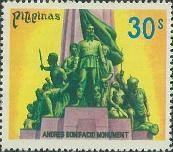 Pilipinas
30s
ANDRES BONIFACIO MONUMENT